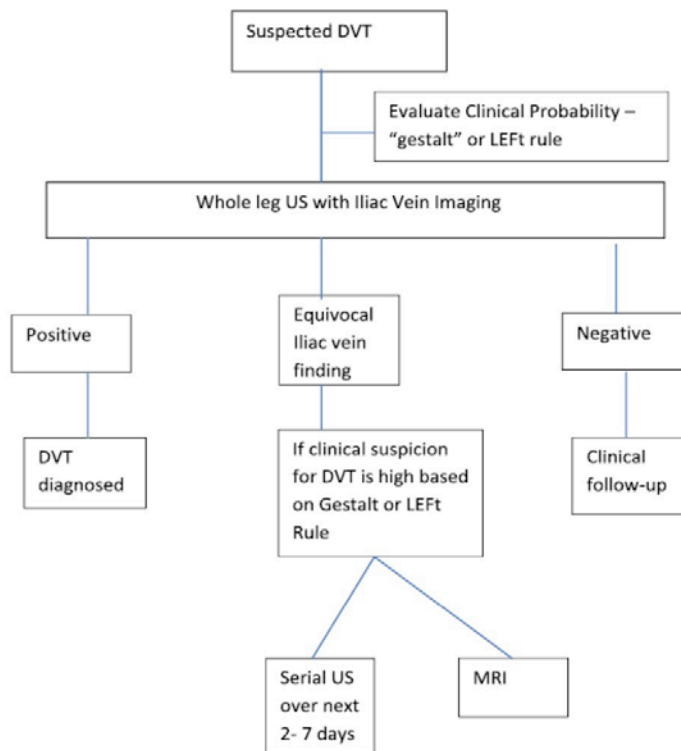 Suspected DVT
Evaluate Clinical Probability –
“gestalt” or LEFt rule
Whole leg US with Iliac Vein Imaging
Positive
Equivocal
Iliac vein
finding
Negative
DVT
diagnosed
If clinical suspicion
for DVT is high based
on Gestalt or LEFt
Rule
Clinical
follow-up
Serial US
over next
2- 7 days
MRI